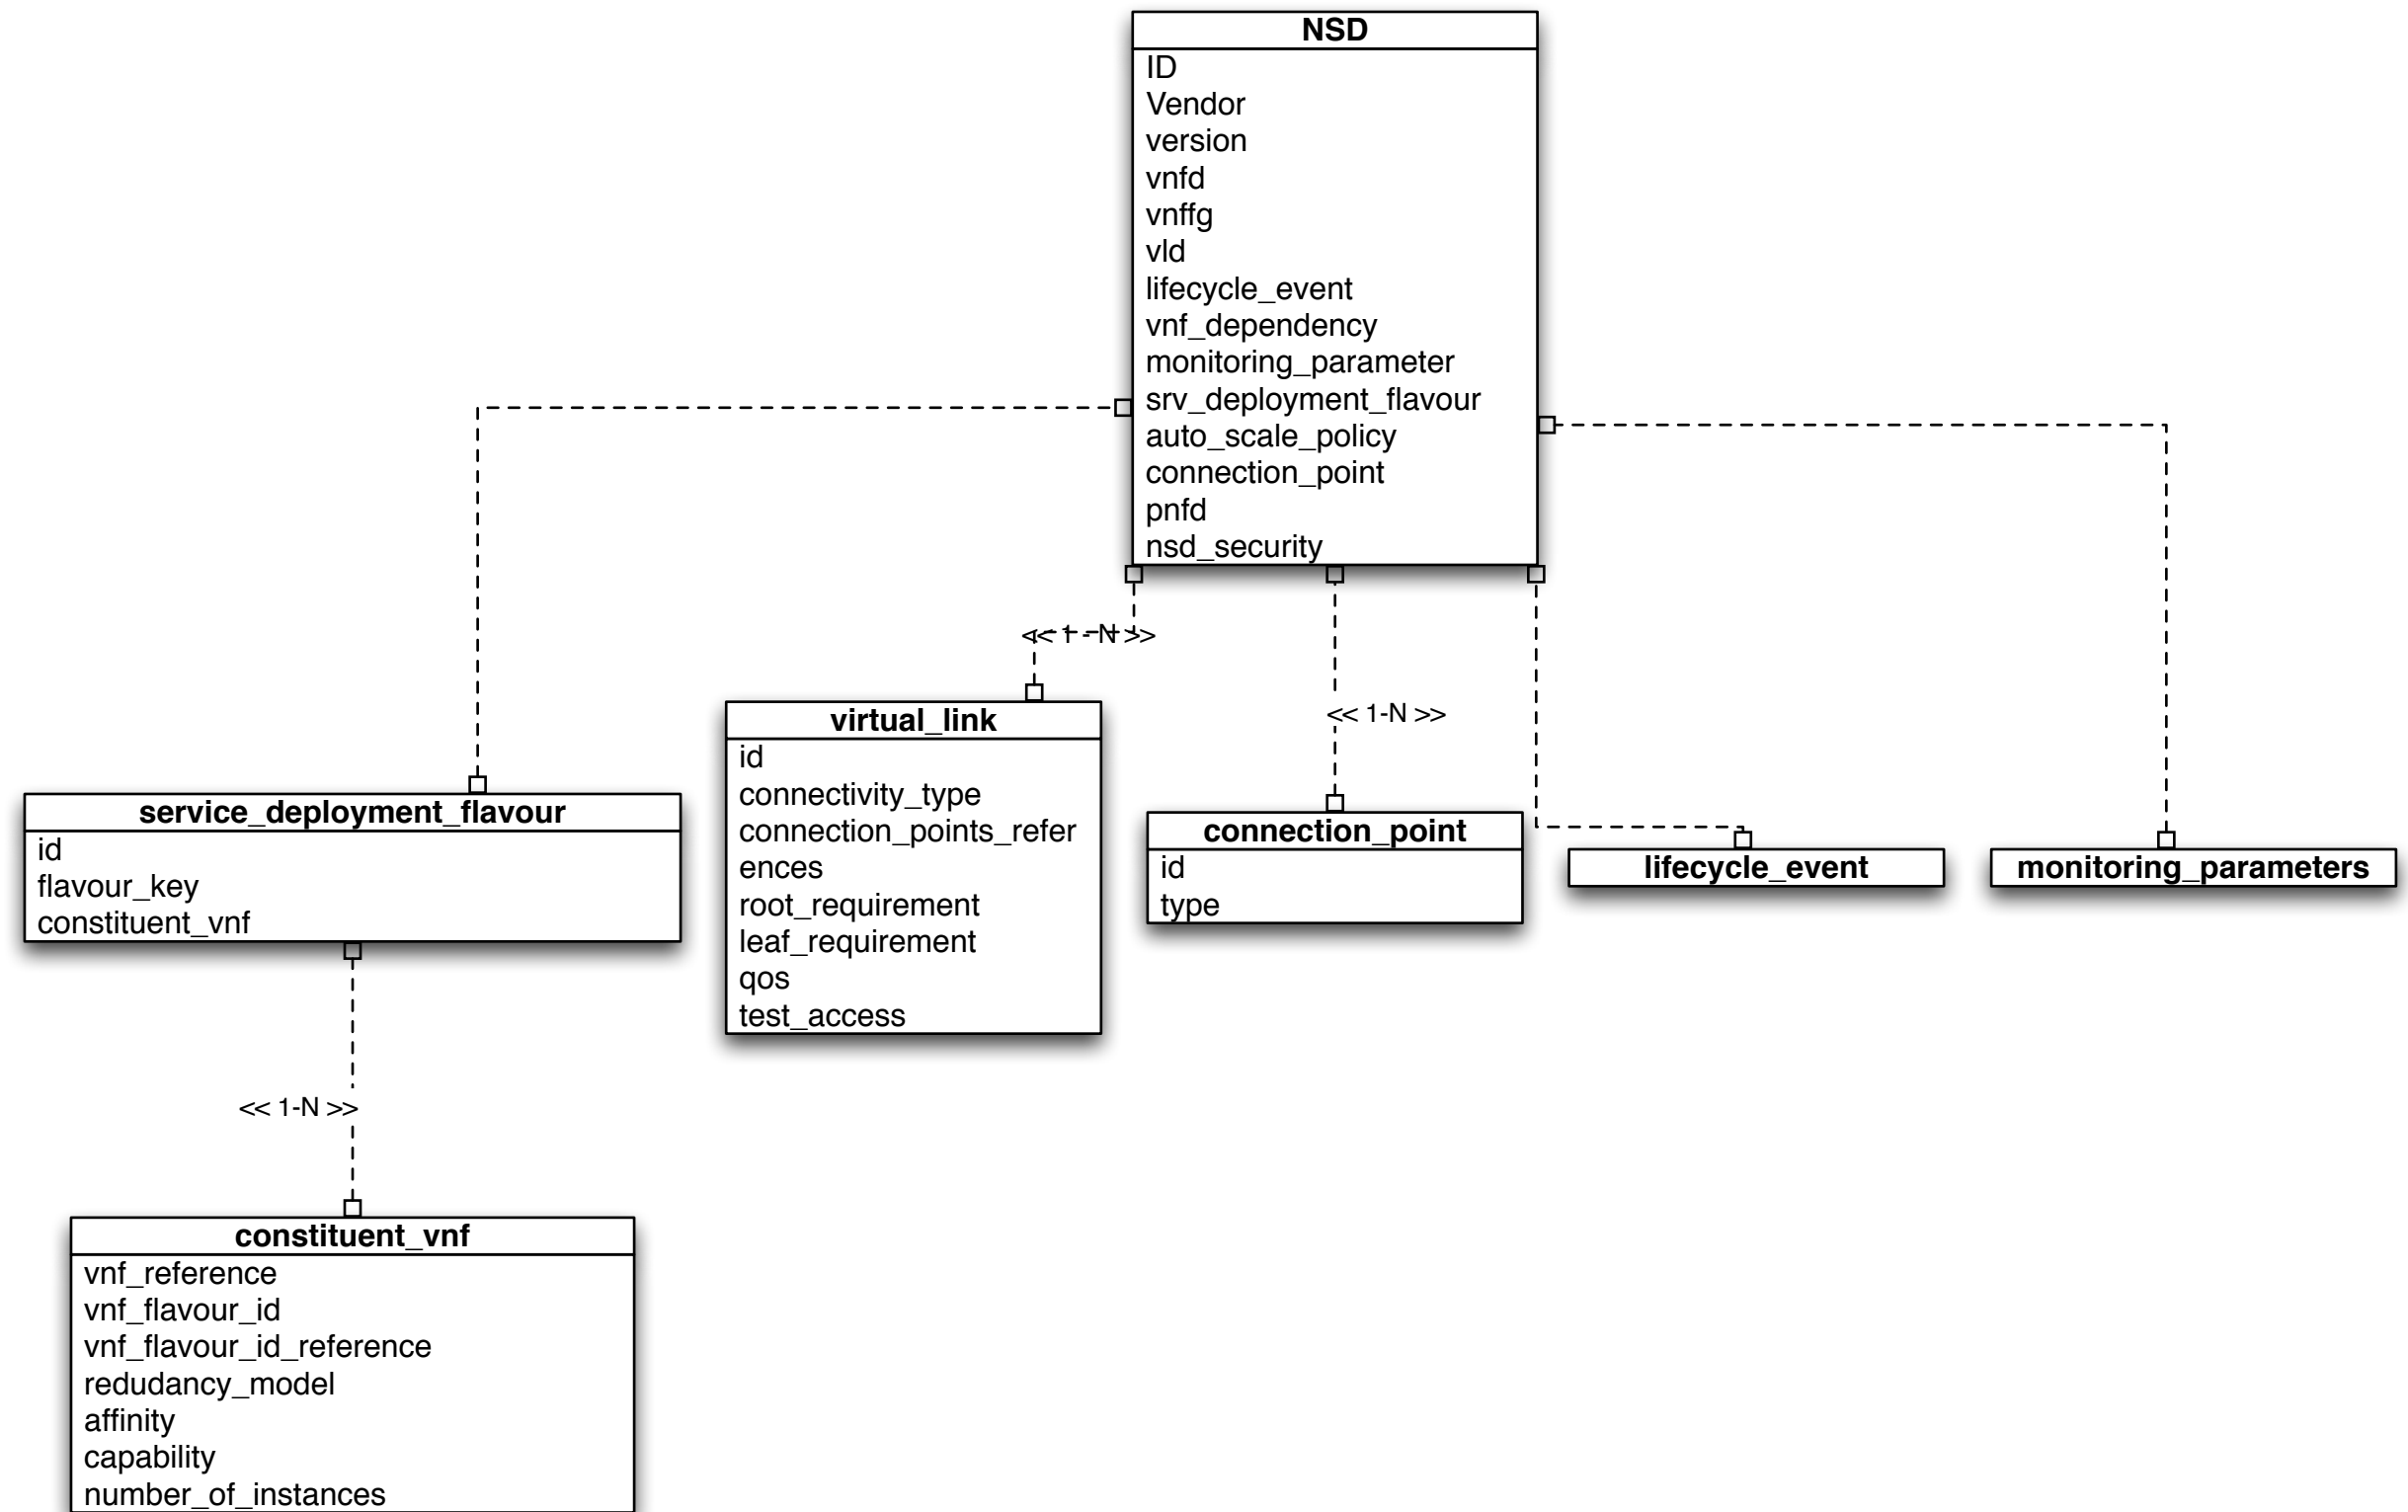 NSD
ID
Vendor
version
vnfd
vnffg
vld
lifecycle_event
vnf_dependency
monitoring_parameter
srv_deployment_flavour
auto_scale_policy
connection_point
pnfd
nsd_security
<< 1 - N >>
<< 1-N >>
virtual_link
id
connectivity_type
connection_points_refer
ences
root_requirement
leaf_requirement
qos
test_access
service_deployment_flavour
id
flavour_key
constituent_vnf
connection_point
id
type
lifecycle_event
monitoring_parameters
<< 1-N >>
constituent_vnf
vnf_reference
vnf_flavour_id
vnf_flavour_id_reference
redudancy_model
affinity
capability
number_of_instances